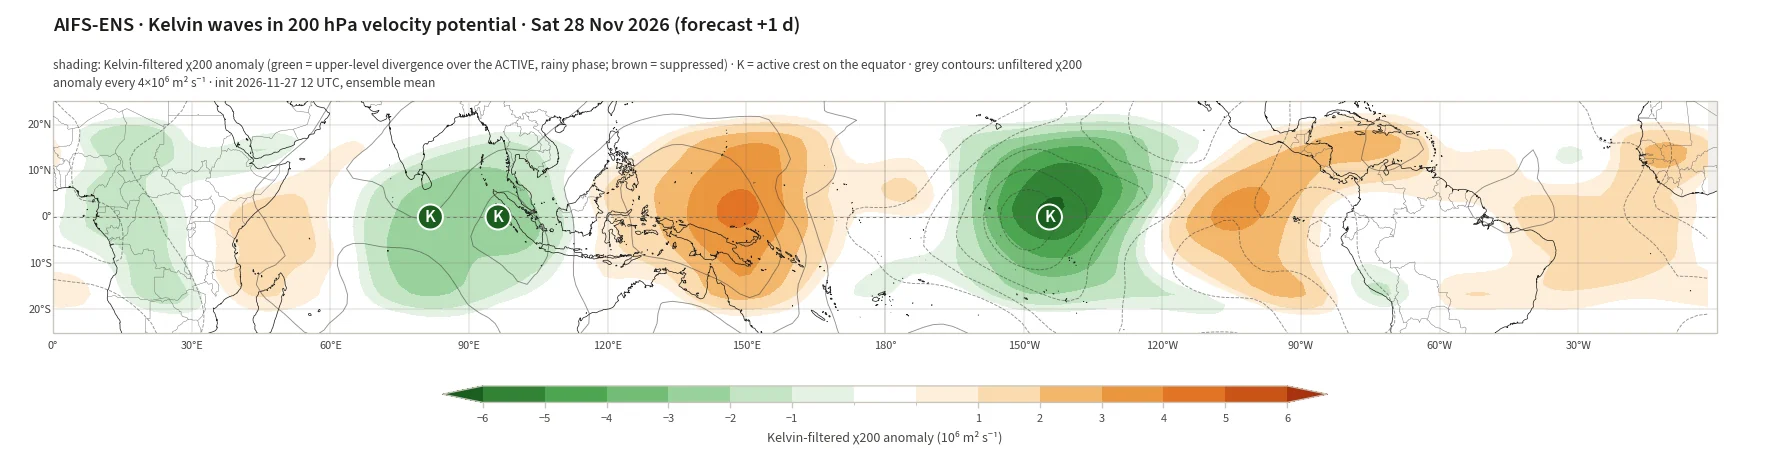 AIFS-ENS · Kelvin waves in 200 hPa velocity potential · Sat 28 Nov 2026 (forecast +1 d)
shading: Kelvin-filtered χ200 anomaly (green = upper-level divergence over the ACTIVE, rainy phase; brown = suppressed) · K = active crest on the equator · grey contours: unfiltered χ200
anomaly every 4×10⁶ m² s⁻¹ · init 2026-11-27 12 UTC, ensemble mean
20°N
10°N
0°
10°S
20°S
K K K
0° 30°E 60°E 90°E 120°E 150°E 180° 150°W 120°W 90°W 60°W 30°W
−6 −5 −4 −3 −2 −1 1 2 3 4 5 6
Kelvin-filtered χ200 anomaly (10⁶ m² s⁻¹)